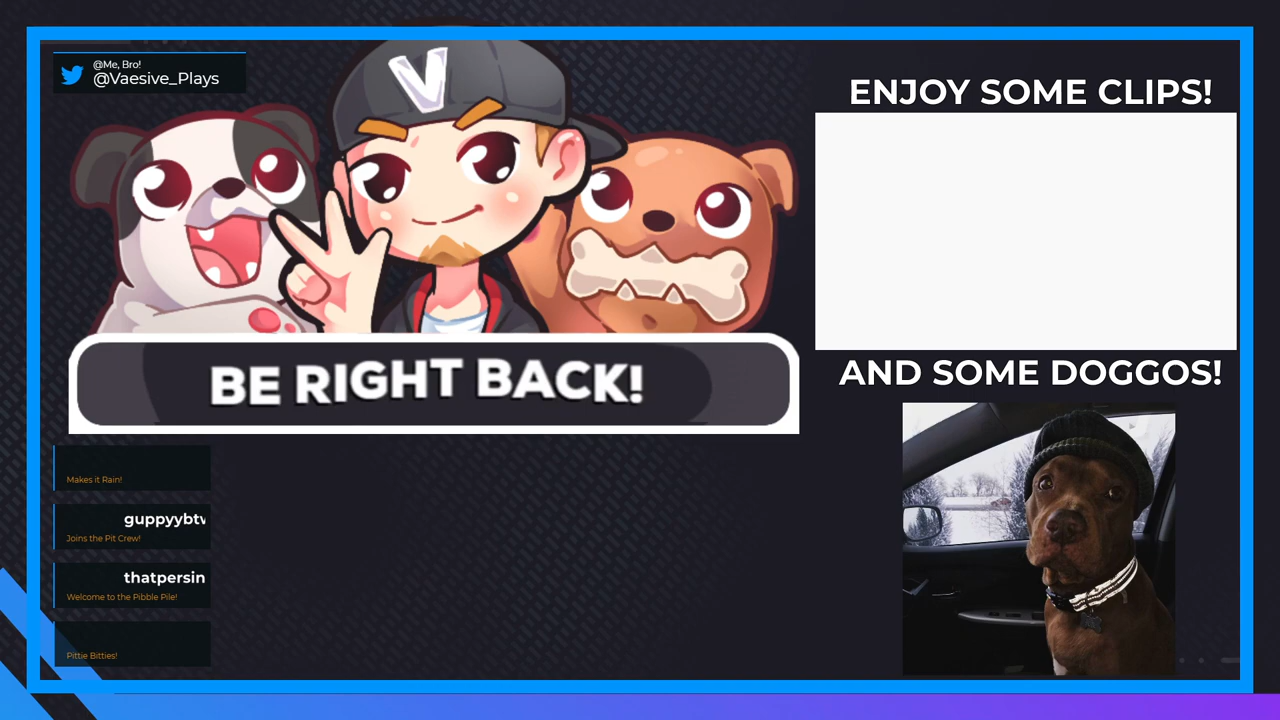 @Me, Bro!
@Vaesive_Plays
V
BE RIGHT BACK!
ENJOY SOME CLIPS!
AND SOME DOGGOS!
Makes it Rain!
guppyybtv
Joins the Pit Crew!
thatpersin
Welcome to the Pibble Pile!
Pittie Bitties!